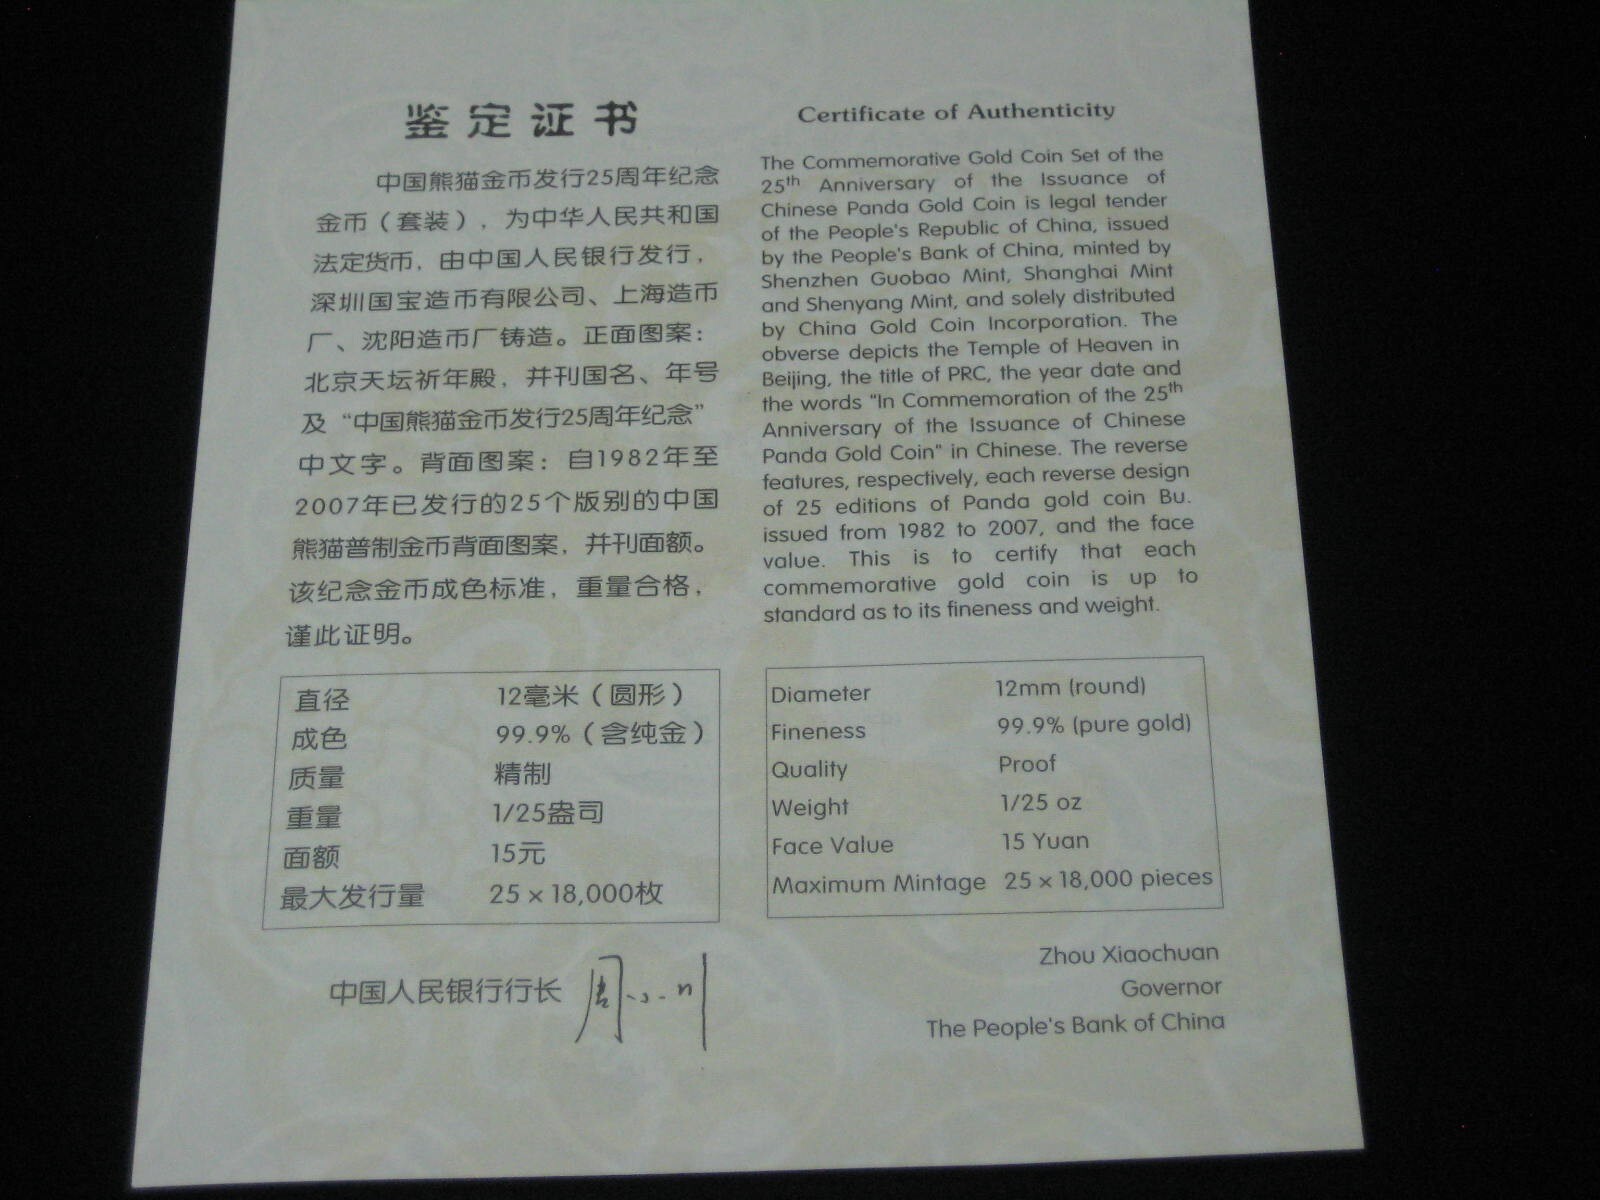 鉴定证书
中国熊猫金币发行25周年纪念
金币（套装），为中华人民共和国
法定货币，由中国人民银行发行，
深圳国宝造币有限公司、上海造币
厂、沈阳造币厂铸造。正面图案：
北京天坛祈年殿，并刊国名、年号
及“中国熊猫金币发行25周年纪念”
中文字。背面图案：自1982年至
2007年已发行的25个版别的中国
熊猫普制金币背面图案，并刊面额。
该纪念金币成色标准，重量合格，
谨此证明。
直径 12毫米（圆形）
成色 99.9%（含纯金）
质量 精制
重量 1/25盎司
面额 15元
最大发行量 25×18,000枚
中国人民银行行长 周小川
Certificate of Authenticity
The Commemorative Gold Coin Set of the
25th Anniversary of the Issuance of
Chinese Panda Gold Coin is legal tender
of the People's Republic of China, issued
by the People's Bank of China, minted by
Shenzhen Guobao Mint, Shanghai Mint
and Shenyang Mint, and solely distributed
by China Gold Coin Incorporation. The
obverse depicts the Temple of Heaven in
Beijing, the title of PRC, the year date and
the words "In Commemoration of the 25th
Anniversary of the Issuance of Chinese
Panda Gold Coin" in Chinese. The reverse
features, respectively, each reverse design
of 25 editions of Panda gold coin Bu.
issued from 1982 to 2007, and the face
value. This is to certify that each
commemorative gold coin is up to
standard as to its fineness and weight.
Diameter 12mm (round)
Fineness 99.9% (pure gold)
Quality Proof
Weight 1/25 oz
Face Value 15 Yuan
Maximum Mintage 25×18,000 pieces
Zhou Xiaochuan
Governor
The People's Bank of China